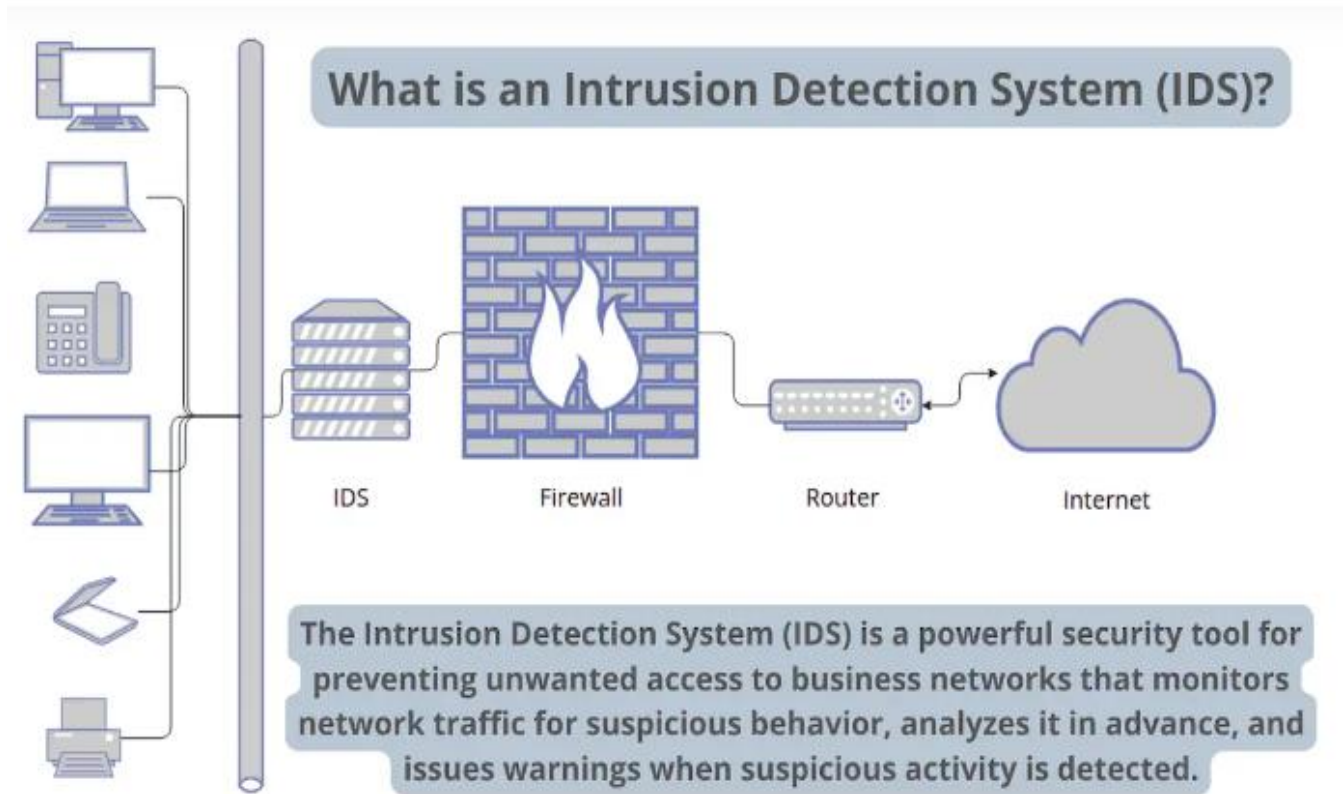 What is an Intrusion Detection System (IDS)?
IDS
Firewall
Router
Internet
The Intrusion Detection System (IDS) is a powerful security tool for
preventing unwanted access to business networks that monitors
network traffic for suspicious behavior, analyzes it in advance, and
issues warnings when suspicious activity is detected.